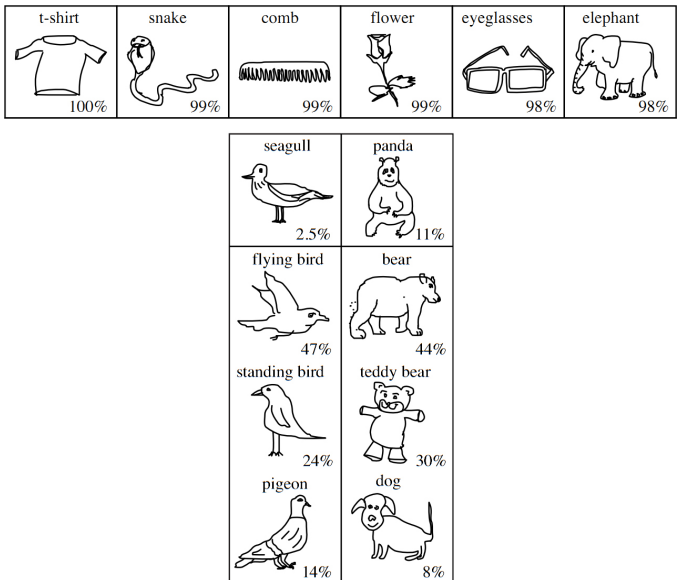 t-shirt snake comb flower eyeglasses elephant
100% 99% 99% 99% 98% 98%
seagull panda
2.5% 11%
flying bird bear
47% 44%
standing bird teddy bear
24% 30%
pigeon dog
14% 8%